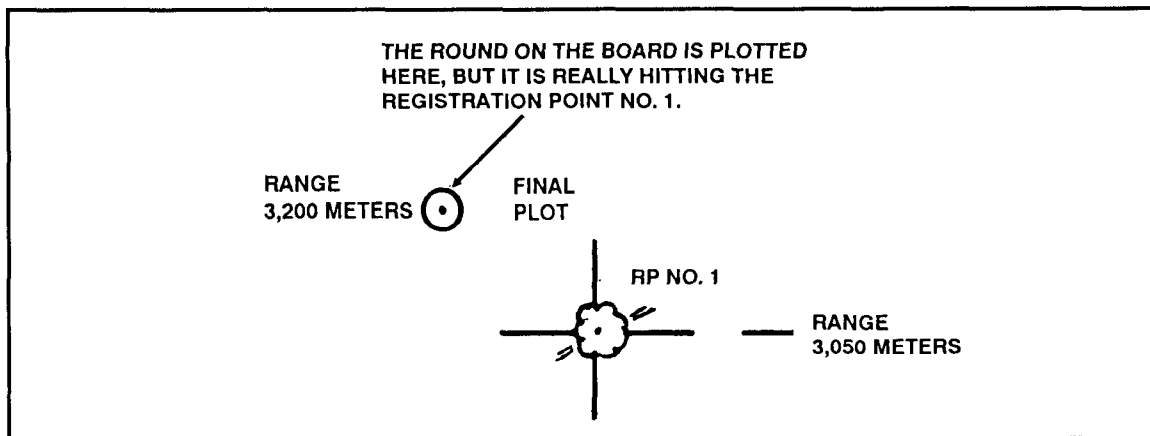 THE ROUND ON THE BOARD IS PLOTTED
HERE, BUT IT IS REALLY HITTING THE
REGISTRATION POINT NO. 1.
RANGE
3,200 METERS
FINAL
PLOT
RP NO. 1
RANGE
3,050 METERS